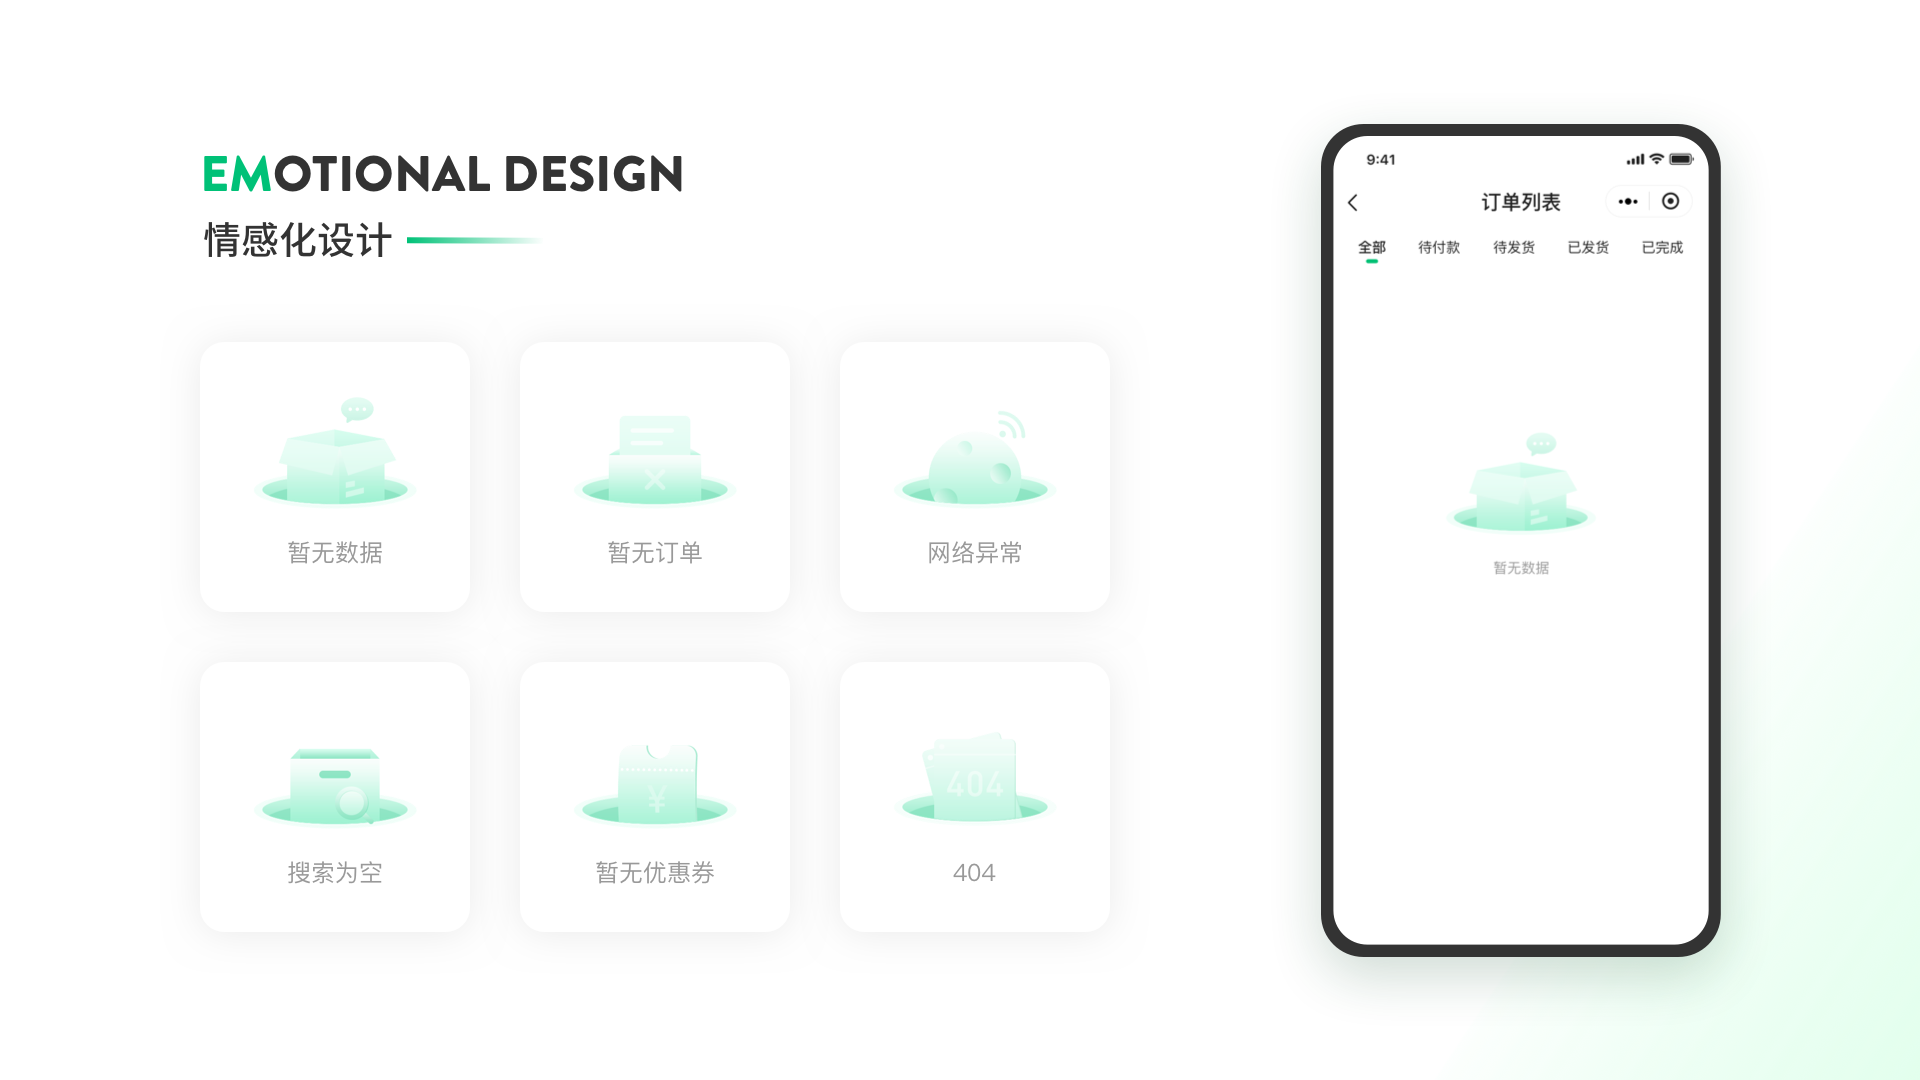 EMOTIONAL DESIGN
情感化设计
暂无数据
暂无订单
网络异常
搜索为空
¥
暂无优惠券
404
404
9:41
订单列表
全部 待付款 待发货 已发货 已完成
暂无数据